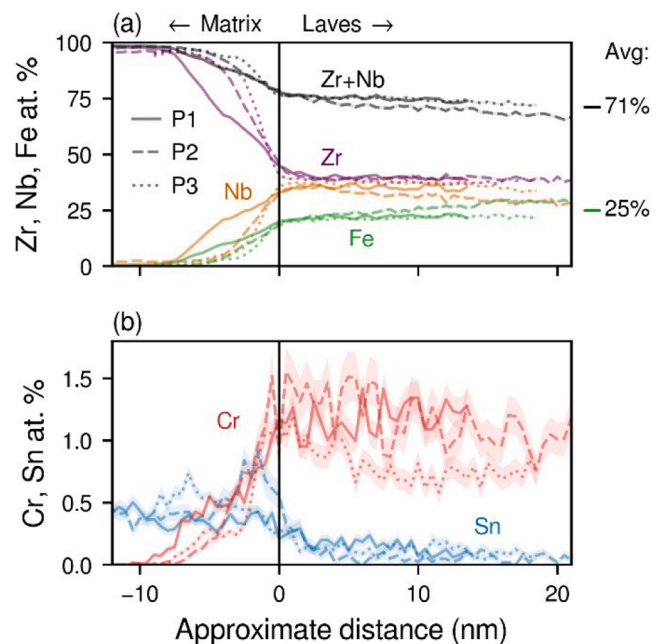 (a) ← Matrix Laves → Avg:
100
75
50
25
0
Zr, Nb, Fe at. %
P1
P2
P3
Zr+Nb
Zr
Nb
Fe
71%
25%
(b)
1.5
1.0
0.5
0.0
Cr, Sn at. %
Cr
Sn
−10 0 10 20
Approximate distance (nm)